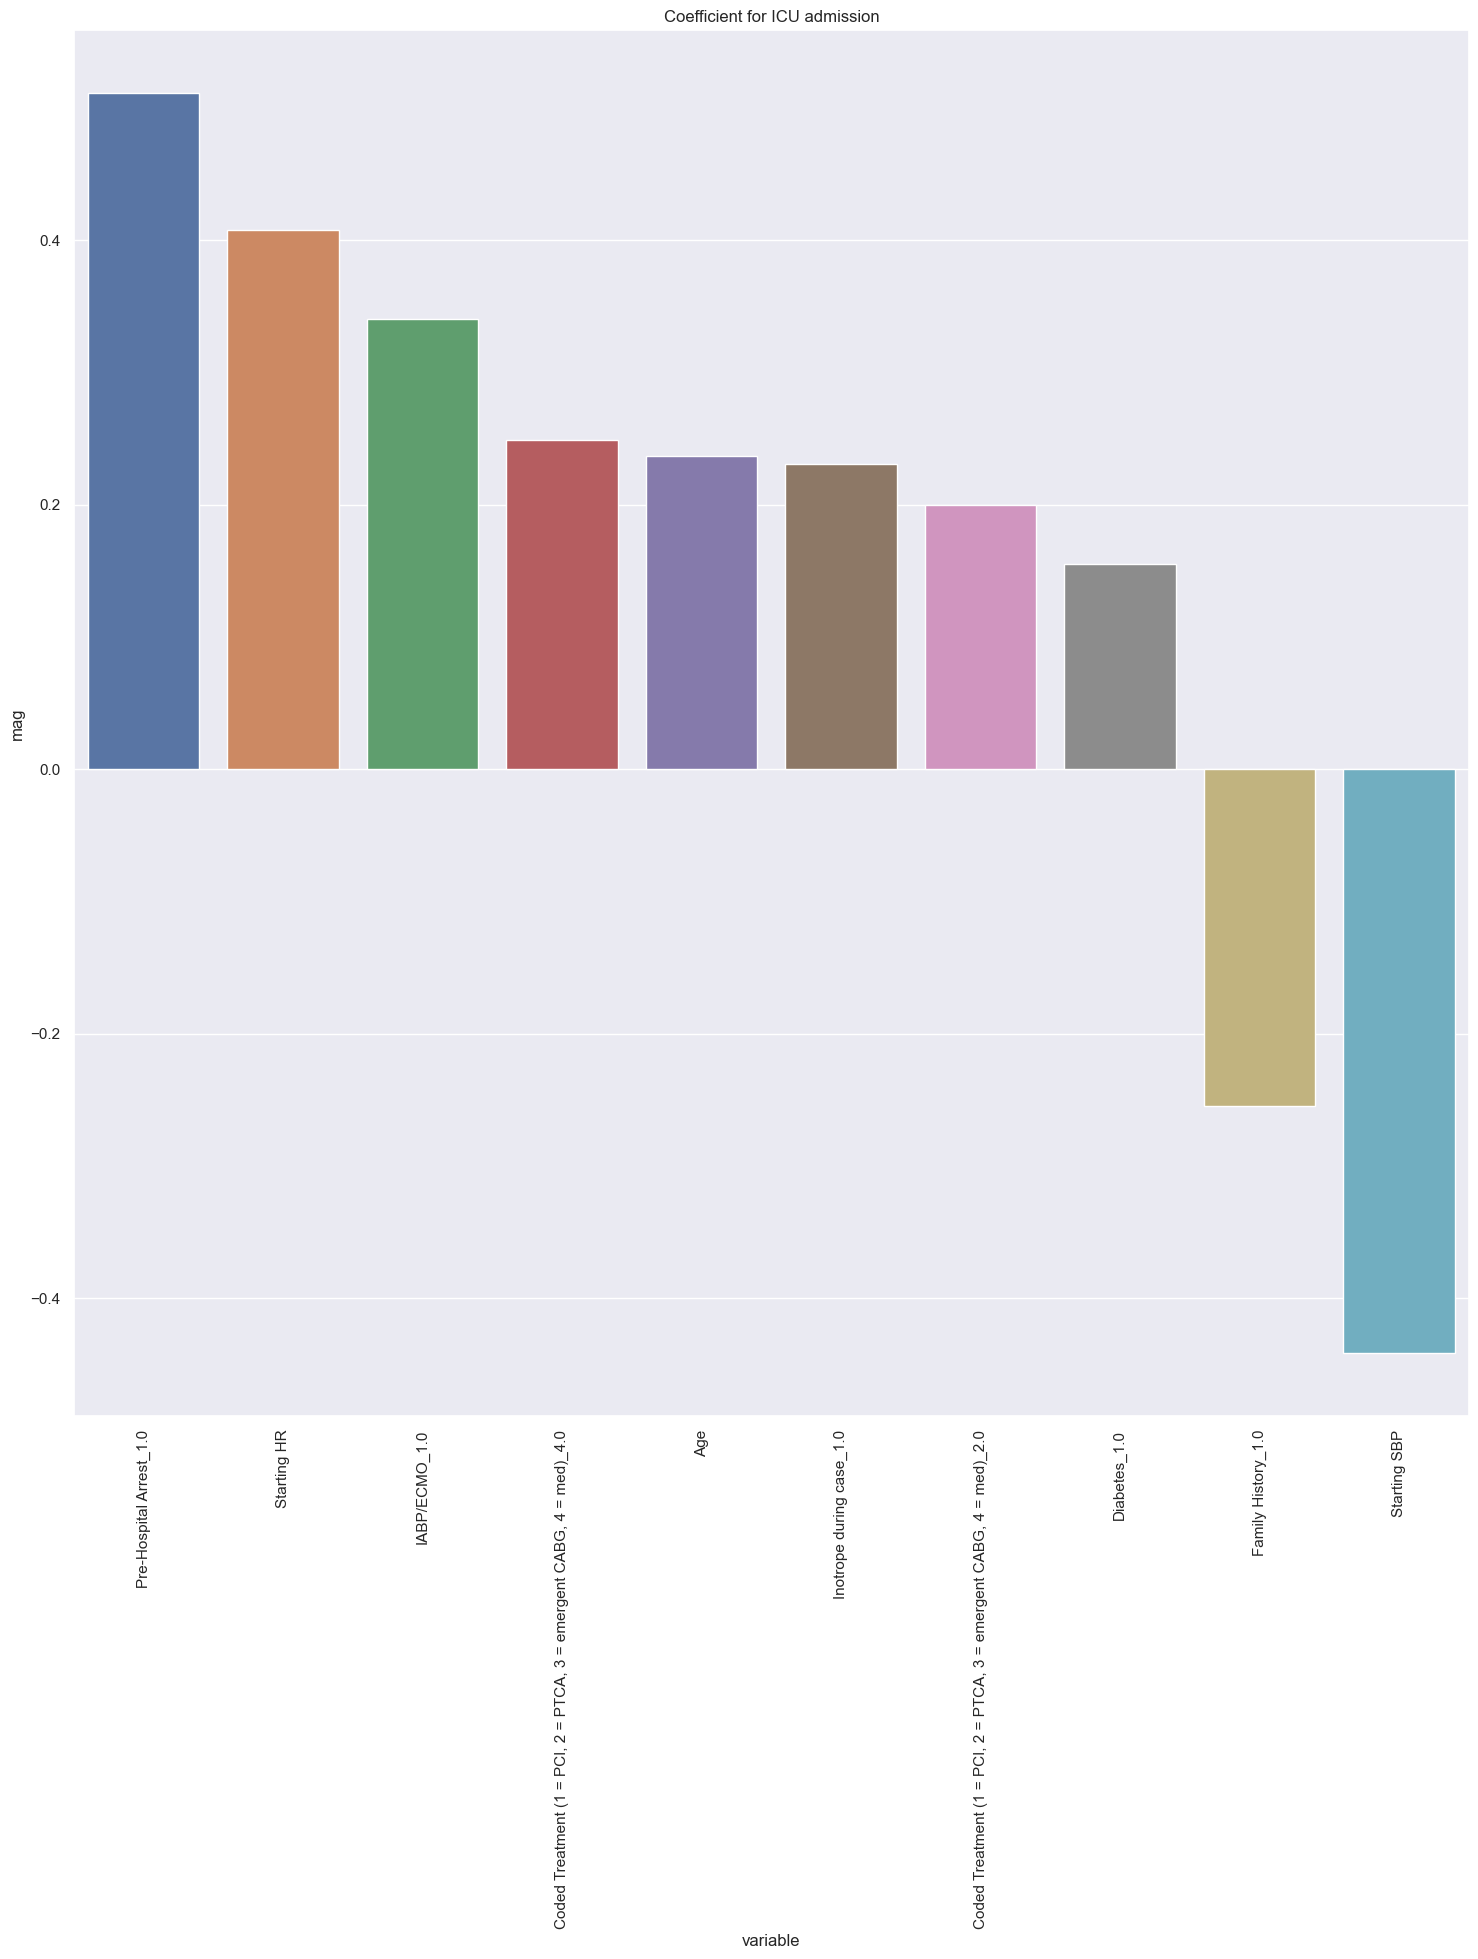 Coefficient for ICU admission
mag
0.4
0.2
0.0
−0.2
−0.4
Pre-Hospital Arrest_1.0
Starting HR
IABP/ECMO_1.0
Coded Treatment (1 = PCI, 2 = PTCA, 3 = emergent CABG, 4 = med)_4.0
Age
Inotrope during case_1.0
Coded Treatment (1 = PCI, 2 = PTCA, 3 = emergent CABG, 4 = med)_2.0
Diabetes_1.0
Family History_1.0
Starting SBP
variable